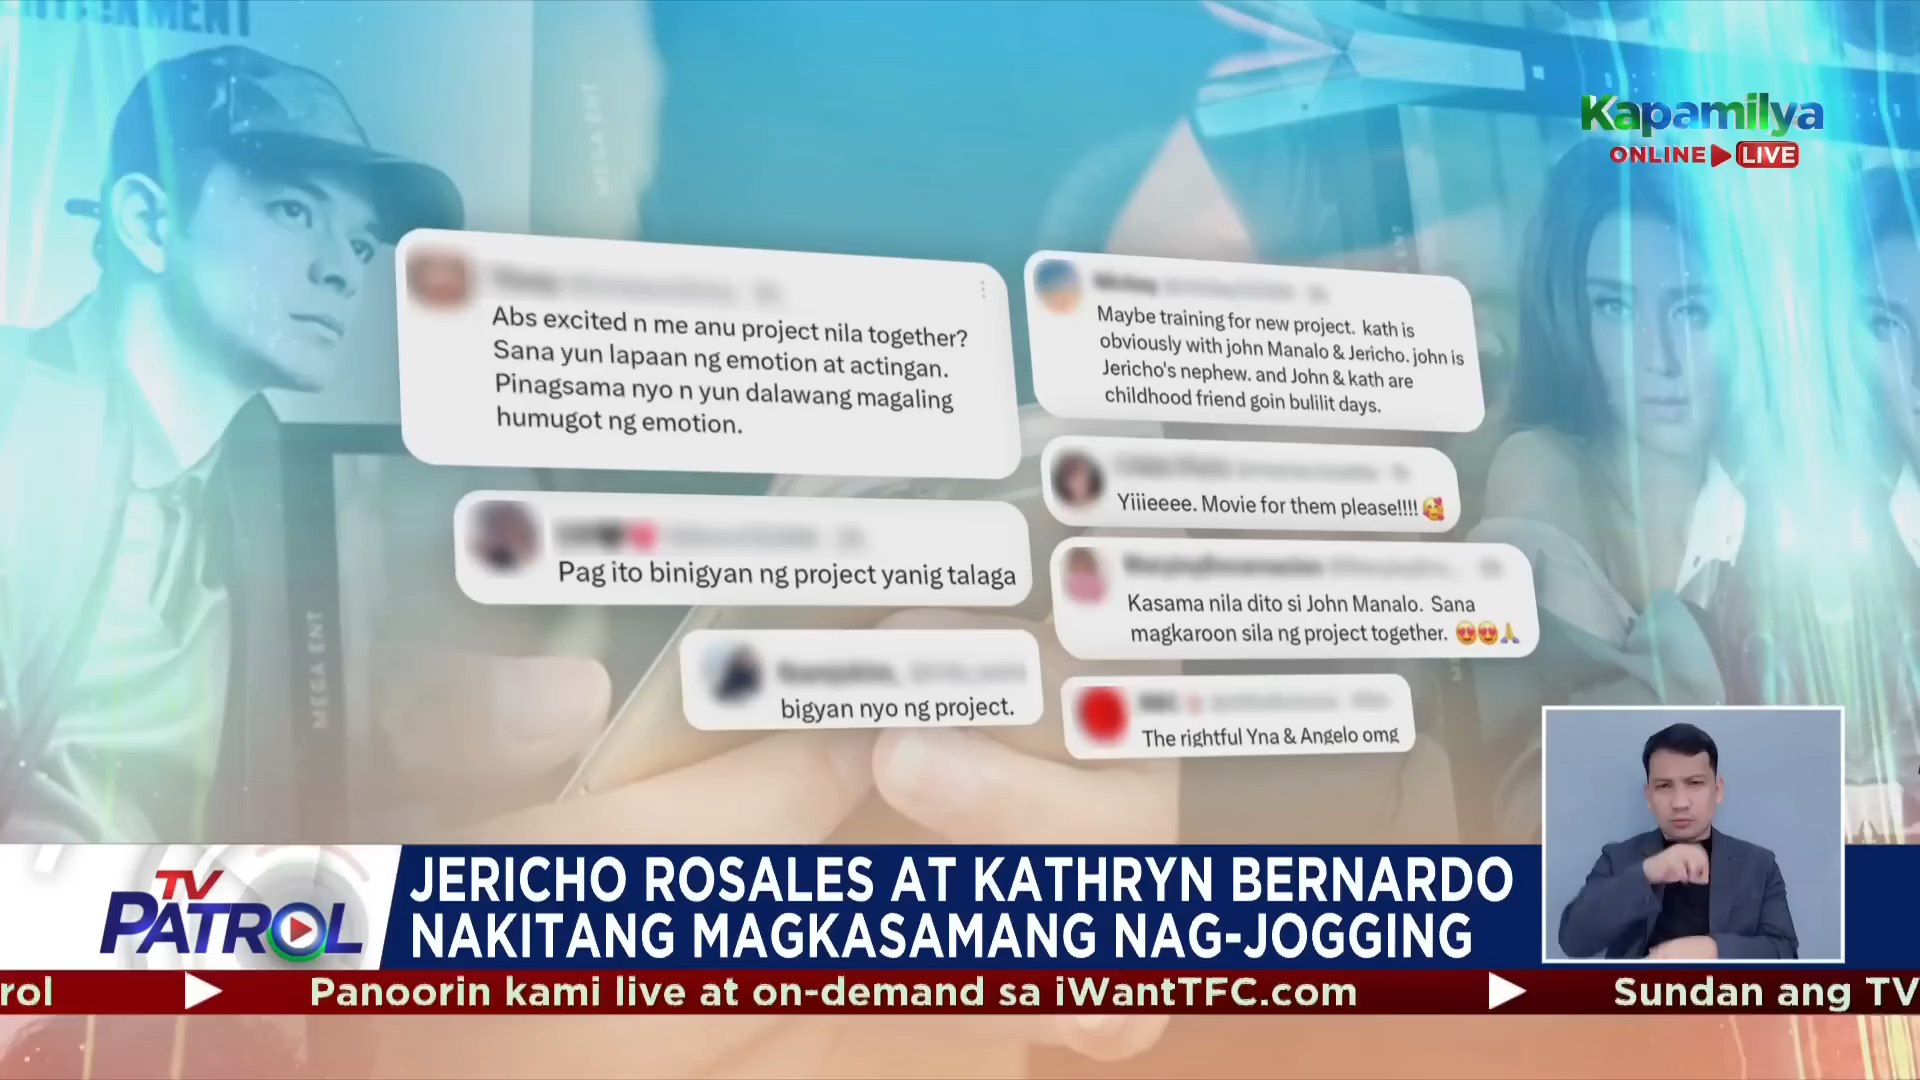 MEGA ENT
Kapamilya
ONLINE LIVE
Abs excited n me anu project nila together?
Sana yun lapaan ng emotion at actingan.
Pinagsama nyo n yun dalawang magaling
humugot ng emotion.
Maybe training for new project. kath is
obviously with john Manalo & Jericho. john is
Jericho's nephew. and John & kath are
childhood friend goin bulilit days.
Yiiieeee. Movie for them please!!!! 🥰
Pag ito binigyan ng project yanig talaga
Kasama nila dito si John Manalo. Sana
magkaroon sila ng project together. 😍😍🙏
bigyan nyo ng project.
The rightful Yna & Angelo omg
MEGA ENT
TV
PATROL
JERICHO ROSALES AT KATHRYN BERNARDO
NAKITANG MAGKASAMANG NAG-JOGGING
rol Panoorin kami live at on-demand sa iWantTFC.com Sundan ang TV